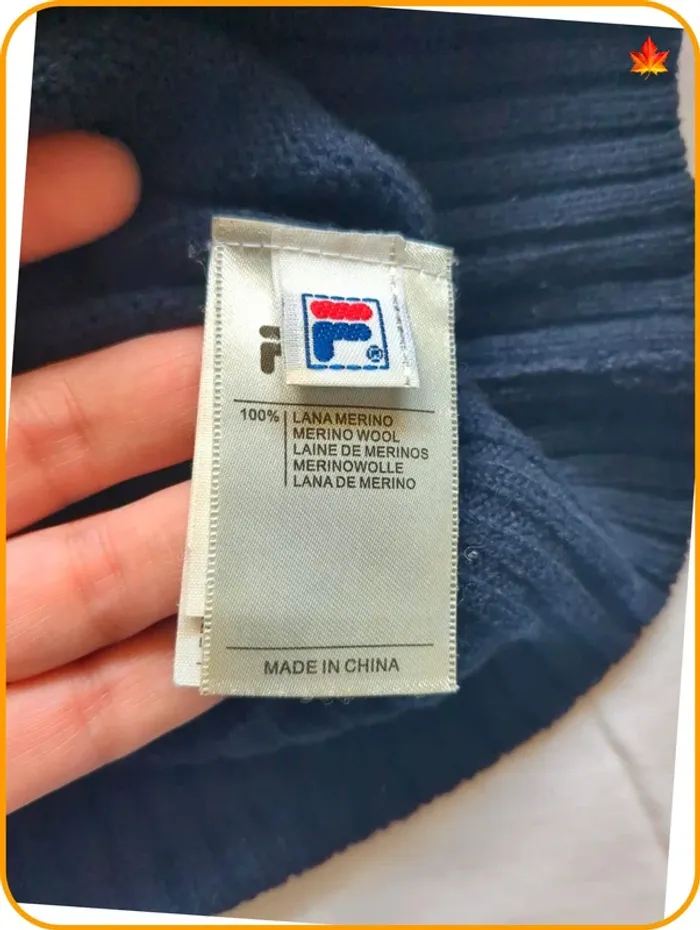 F®
100% LANA MERINO
MERINO WOOL
LAINE DE MERINOS
MERINOWOLLE
LANA DE MERINO
MADE IN CHINA